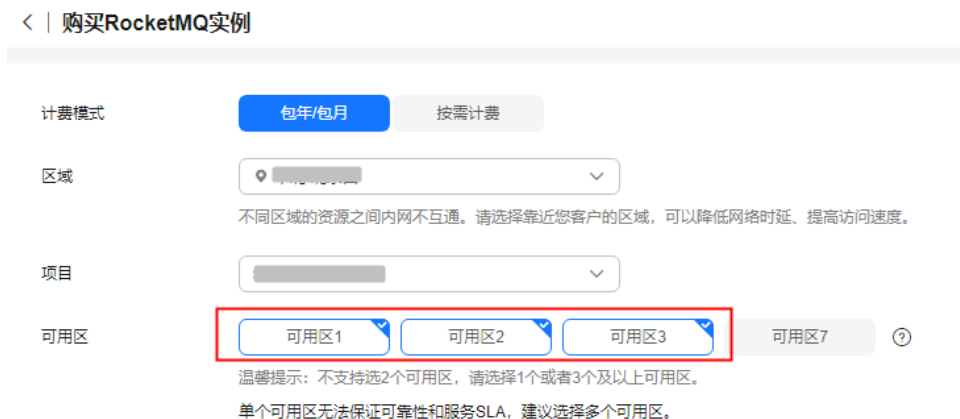 购买RocketMQ实例
计费模式 包年/包月 按需计费
区域
不同区域的资源之间内网不互通。请选择靠近您客户的区域，可以降低网络时延、提高访问速度。
项目
可用区 可用区1 可用区2 可用区3 可用区7
温馨提示：不支持选2个可用区，请选择1个或者3个及以上可用区。
单个可用区无法保证可靠性和服务SLA，建议选择多个可用区。